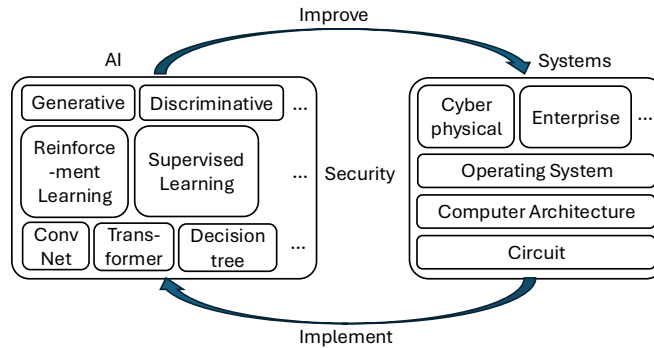 Improve
AI
Systems
Generative
Discriminative
...
Reinforce
-ment
Learning
Supervised
Learning
...
Conv
Net
Trans-
former
Decision
tree
...
Security
Cyber
physical
Enterprise
...
Operating System
Computer Architecture
Circuit
Implement